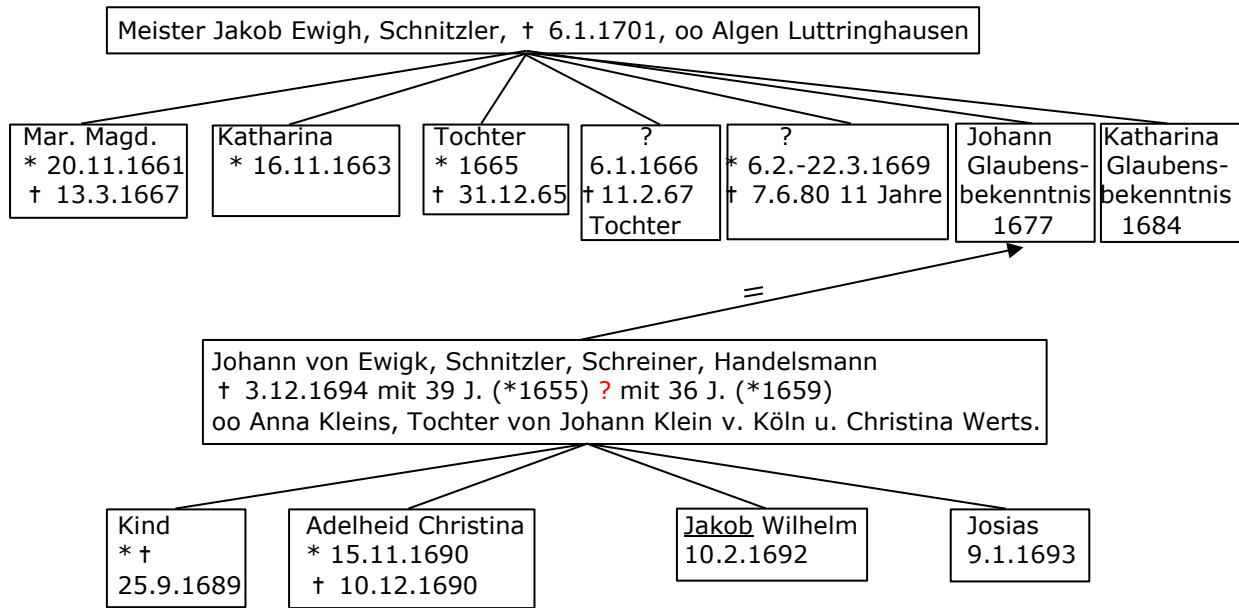 Meister Jakob Ewigh, Schnitzler, † 6.1.1701, oo Algen Luttringhausen
Mar. Magd.
* 20.11.1661
† 13.3.1667
Katharina
* 16.11.1663
Tochter
* 1665
† 31.12.65
?
6.1.1666
† 11.2.67
Tochter
?
* 6.2.-22.3.1669
† 7.6.80 11 Jahre
Johann
Glaubens-
bekenntnis
1677
Katharina
Glaubens-
bekenntnis
1684
=
Johann von Ewigk, Schnitzler, Schreiner, Handelsmann
† 3.12.1694 mit 39 J. (*1655) ? mit 36 J. (*1659)
oo Anna Kleins, Tochter von Johann Klein v. Köln u. Christina Werts.
Kind
* †
25.9.1689
Adelheid Christina
* 15.11.1690
† 10.12.1690
Jakob Wilhelm
10.2.1692
Josias
9.1.1693